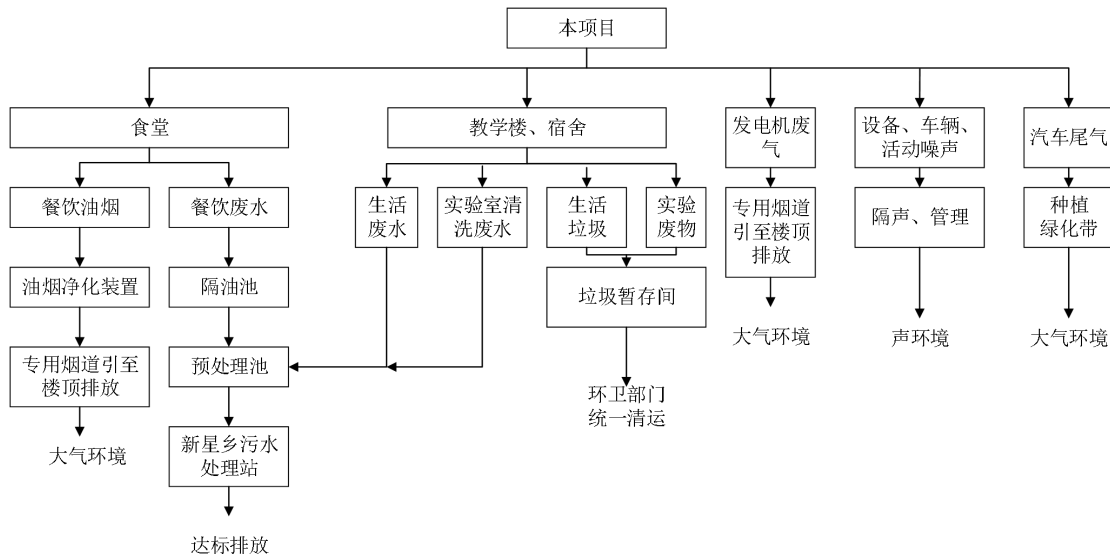 本项目
食堂
教学楼、宿舍
发电机废
气
设备、车辆、
活动噪声
汽车尾气
餐饮油烟
餐饮废水
生活
废水
实验室清
洗废水
生活
垃圾
实验
废物
专用烟道
引至楼顶
排放
隔声、管理
种植
绿化带
油烟净化装置
隔油池
垃圾暂存间
大气环境
声环境
大气环境
专用烟道引至
楼顶排放
预处理池
环卫部门
统一清运
大气环境
新星乡污水
处理站
达标排放